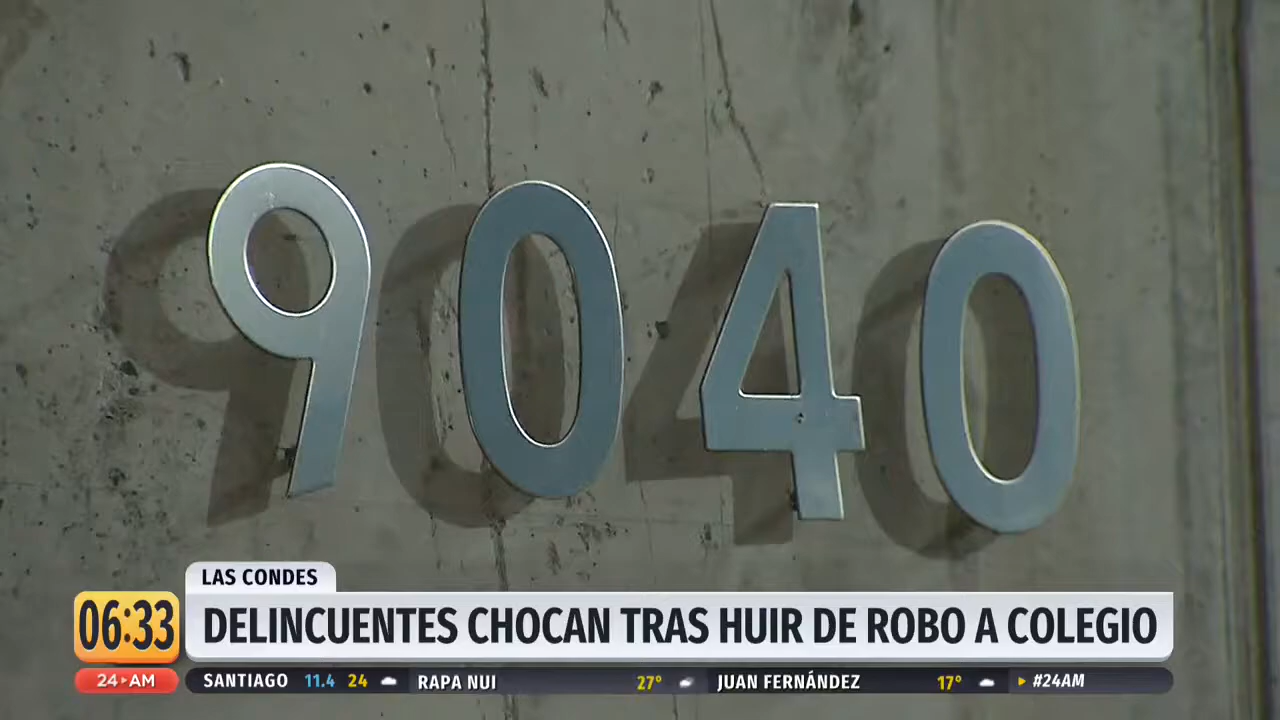 9040
LAS CONDES
06:33
DELINCUENTES CHOCAN TRAS HUIR DE ROBO A COLEGIO
24 AM
SANTIAGO 11.4 24 RAPA NUI 27° JUAN FERNÁNDEZ 17° #24AM